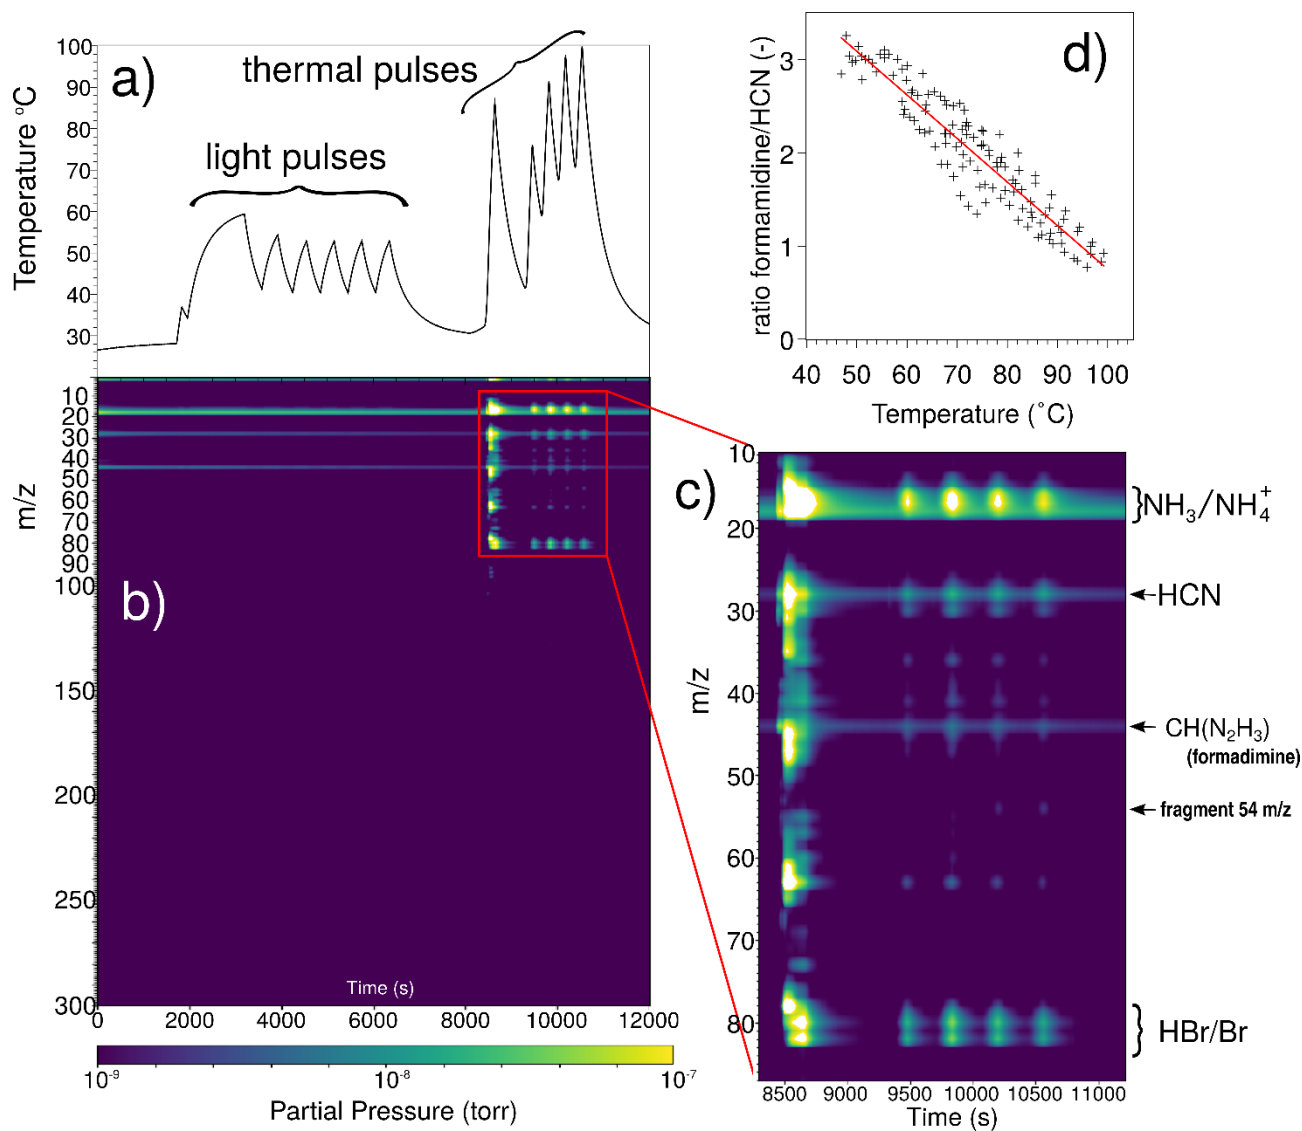 a)
thermal pulses
light pulses
Temperature ºC
100
90
80
70
60
50
40
30
b)
m/z
10
20
30
40
50
60
70
80
90
100
150
200
250
300
Time (s)
0
2000
4000
6000
8000
10000
12000
10⁻⁹
10⁻⁸
10⁻⁷
Partial Pressure (torr)
d)
ratio formamidine/HCN (-)
3
2
1
0
40
50
60
70
80
90
100
Temperature (˚C)
c)
m/z
10
20
30
40
50
60
70
80
NH₃/NH₄⁺
HCN
CH(N₂H₃)
(formadimine)
fragment 54 m/z
HBr/Br
8500
9000
9500
10000
10500
11000
Time (s)